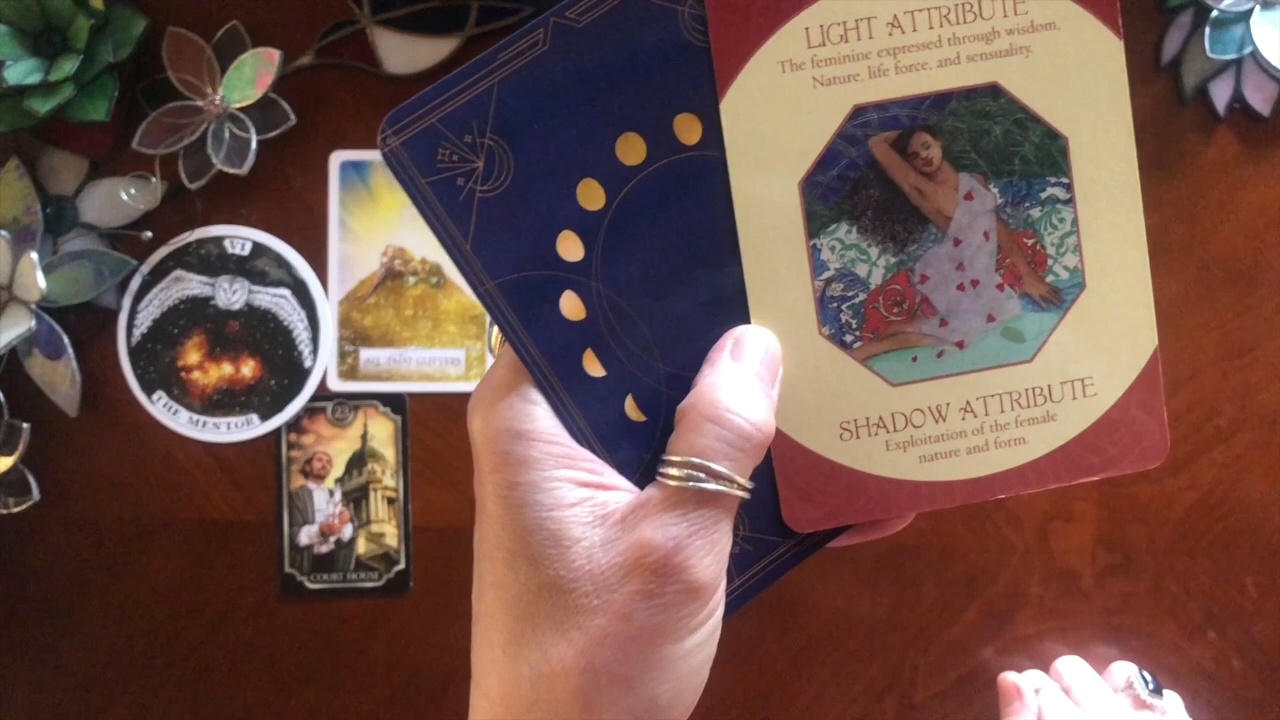 LIGHT ATTRIBUTE
The feminine expressed through wisdom,
Nature, life force, and sensuality.
SHADOW ATTRIBUTE
Exploitation of the female
nature and form.
VI
THE MENTOR
ALL THAT GLITTERS
23
COURT HOUSE